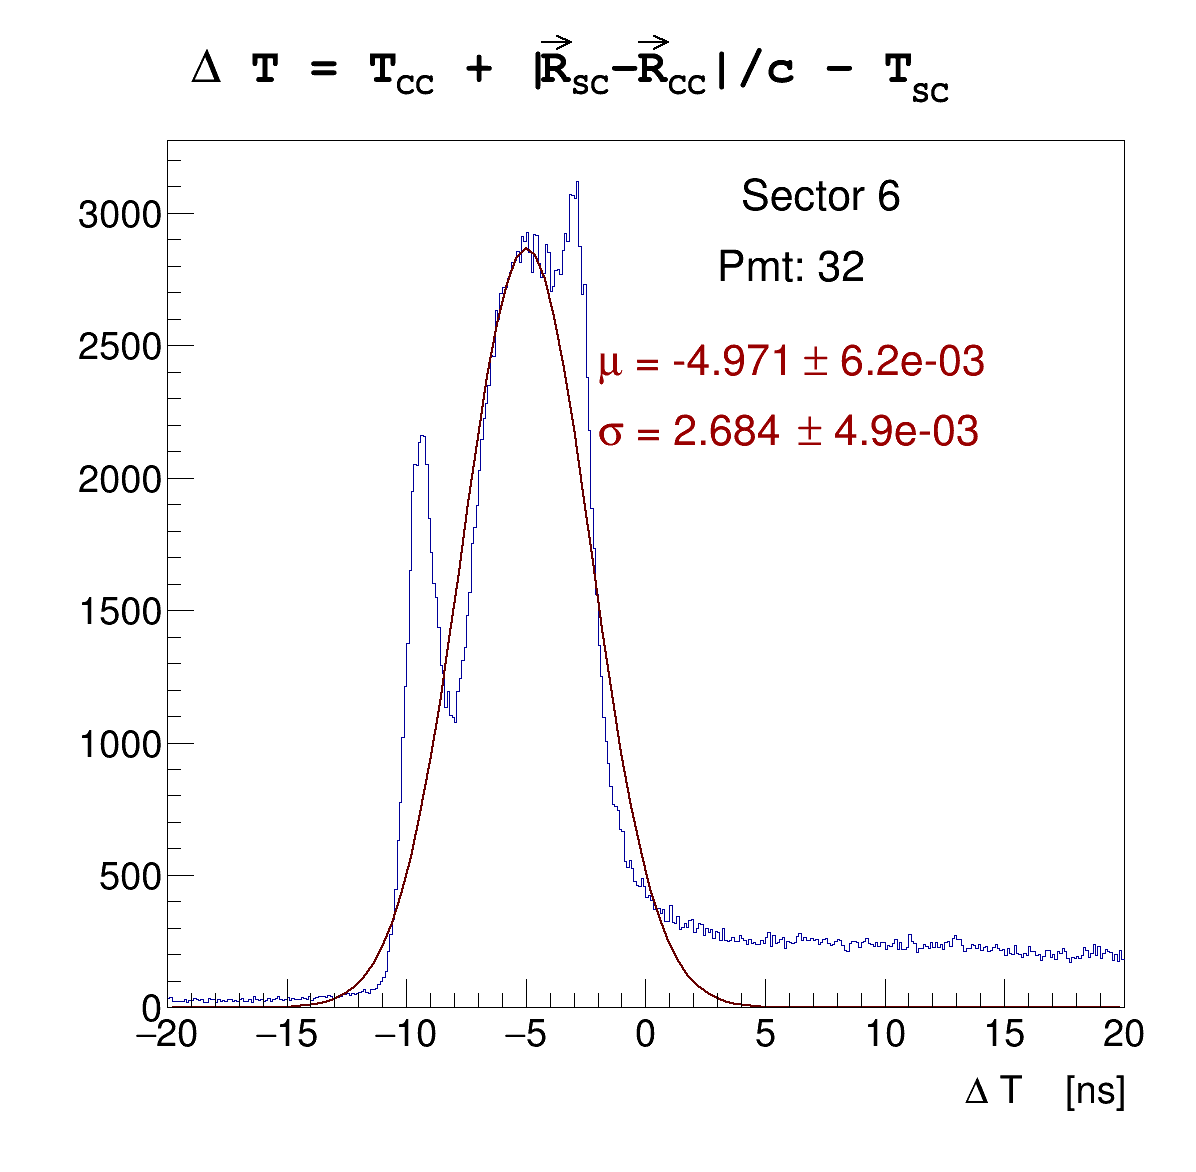 Δ T = T_CC + |R⃗_SC−R⃗_CC|/c − T_SC
Sector 6
Pmt: 32
μ = -4.971 ± 6.2e-03
σ = 2.684 ± 4.9e-03
3000
2500
2000
1500
1000
500
0
−20 −15 −10 −5 0 5 10 15 20
Δ T [ns]